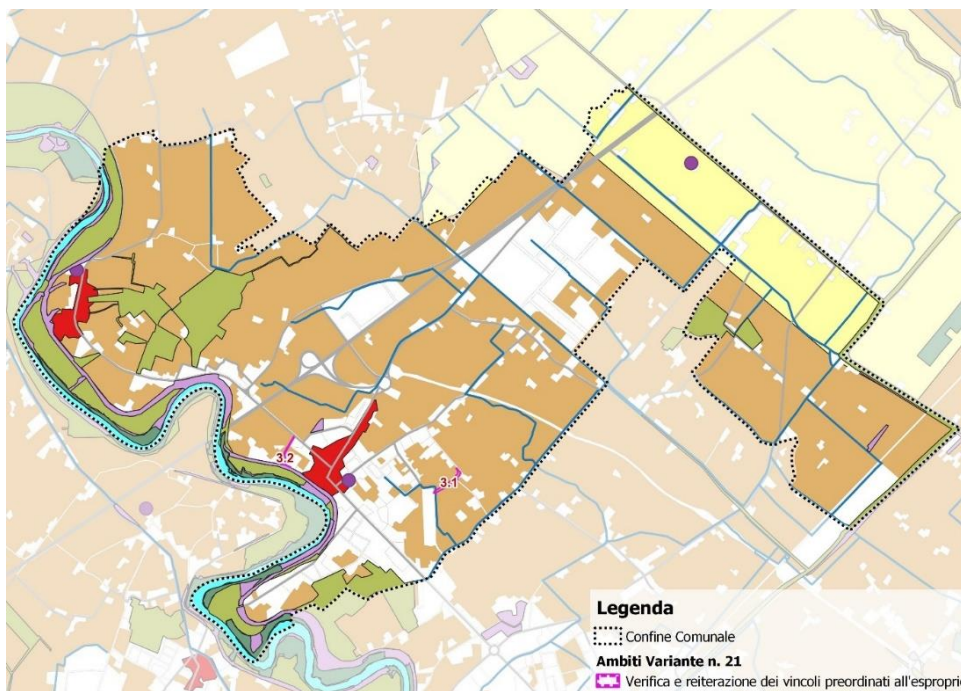 3.2
3.1
Legenda
Confine Comunale
Ambiti Variante n. 21
Verifica e reiterazione dei vincoli preordinati all'esproprio